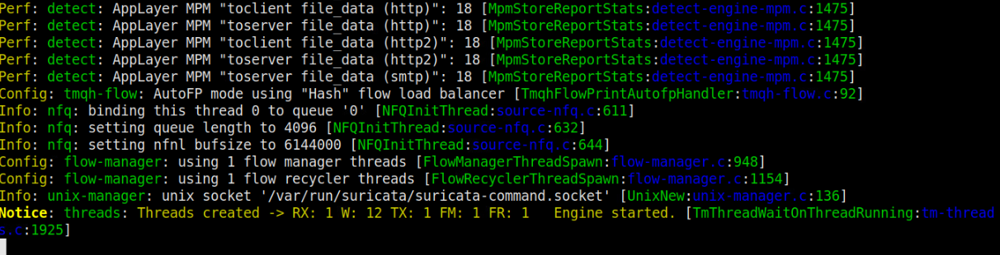 Perf: detect: AppLayer MPM "toclient file_data (http)": 18 [MpmStoreReportStats:detect-engine-mpm.c:1475]
Perf: detect: AppLayer MPM "toserver file_data (http)": 18 [MpmStoreReportStats:detect-engine-mpm.c:1475]
Perf: detect: AppLayer MPM "toclient file_data (http2)": 18 [MpmStoreReportStats:detect-engine-mpm.c:1475]
Perf: detect: AppLayer MPM "toserver file_data (http2)": 18 [MpmStoreReportStats:detect-engine-mpm.c:1475]
Perf: detect: AppLayer MPM "toserver file_data (smtp)": 18 [MpmStoreReportStats:detect-engine-mpm.c:1475]
Config: tmqh-flow: AutoFP mode using "Hash" flow load balancer [TmqhFlowPrintAutofpHandler:tmqh-flow.c:92]
Info: nfq: binding this thread 0 to queue '0' [NFQInitThread:source-nfq.c:611]
Info: nfq: setting queue length to 4096 [NFQInitThread:source-nfq.c:632]
Info: nfq: setting nfnl bufsize to 6144000 [NFQInitThread:source-nfq.c:644]
Config: flow-manager: using 1 flow manager threads [FlowManagerThreadSpawn:flow-manager.c:948]
Config: flow-manager: using 1 flow recycler threads [FlowRecyclerThreadSpawn:flow-manager.c:1154]
Info: unix-manager: unix socket '/var/run/suricata/suricata-command.socket' [UnixNew:unix-manager.c:136]
Notice: threads: Threads created -> RX: 1 W: 12 TX: 1 FM: 1 FR: 1   Engine started. [TmThreadWaitOnThreadRunning:tm-thread
s.c:1925]